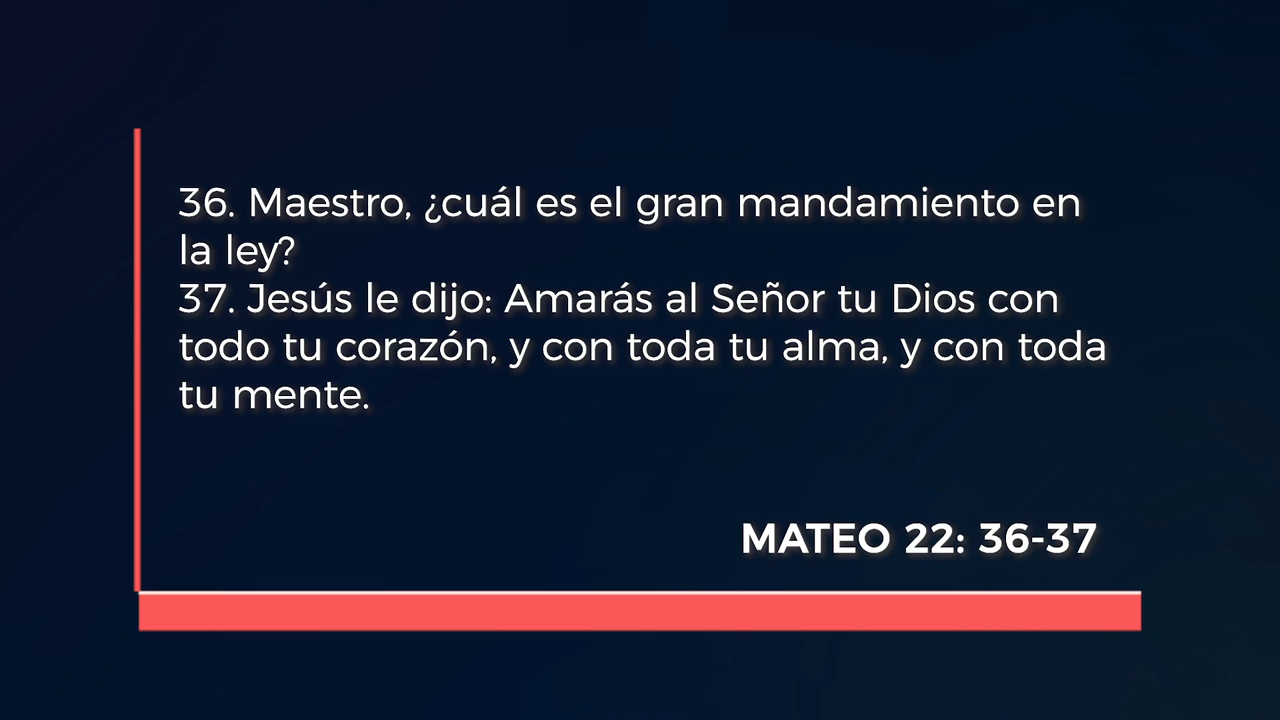 36. Maestro, ¿cuál es el gran mandamiento en
la ley?
37. Jesús le dijo: Amarás al Señor tu Dios con
todo tu corazón, y con toda tu alma, y con toda
tu mente.
MATEO 22: 36-37